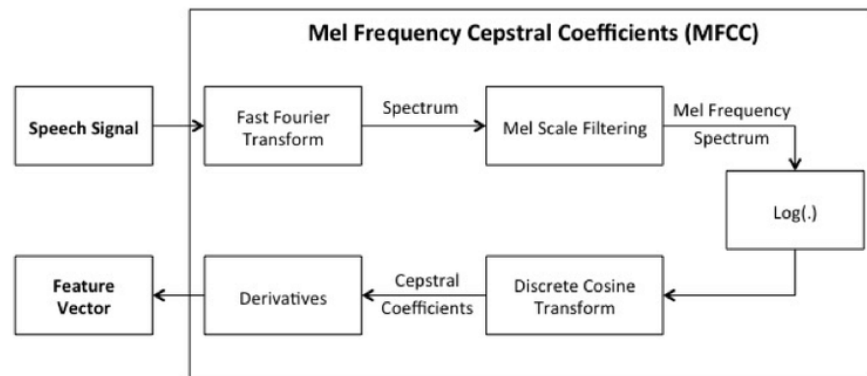 Mel Frequency Cepstral Coefficients (MFCC)
Speech Signal
Fast Fourier
Transform
Spectrum
Mel Scale Filtering
Mel Frequency
Spectrum
Log(.)
Discrete Cosine
Transform
Cepstral
Coefficients
Derivatives
Feature
Vector